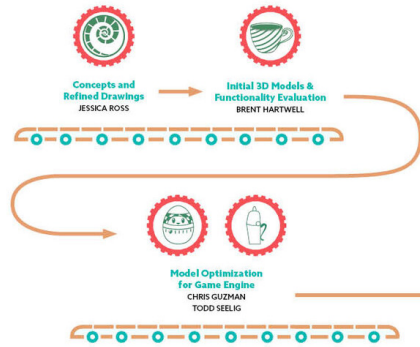 Concepts and
Refined Drawings
JESSICA ROSS
Initial 3D Models &
Functionality Evaluation
BRENT HARTWELL
Model Optimization
for Game Engine
CHRIS GUZMAN
TODD SEELIG